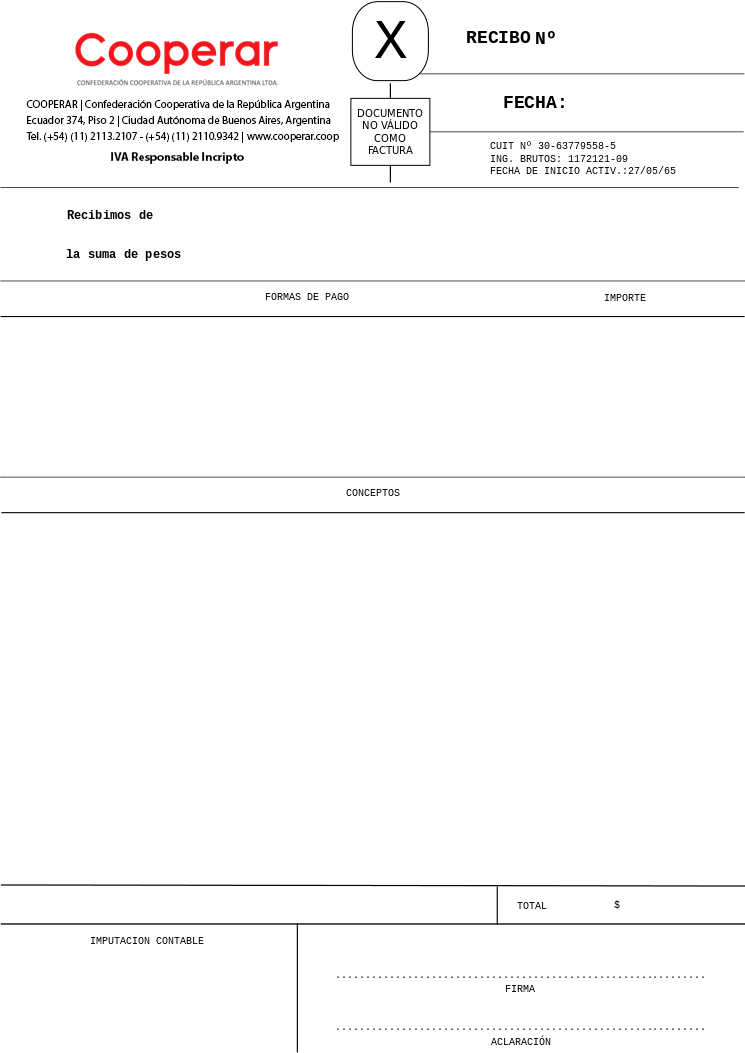 Cooperar
CONFEDERACIÓN COOPERATIVA DE LA REPÚBLICA ARGENTINA LTDA.
COOPERAR | Confederación Cooperativa de la República Argentina
Ecuador 374, Piso 2 | Ciudad Autónoma de Buenos Aires, Argentina
Tel. (+54) (11) 2113.2107 - (+54) (11) 2110.9342 | www.cooperar.coop
IVA Responsable Incripto
X
DOCUMENTO
NO VÁLIDO
COMO
FACTURA
RECIBO Nº
FECHA:
CUIT Nº 30-63779558-5
ING. BRUTOS: 1172121-09
FECHA DE INICIO ACTIV.:27/05/65
Recibimos de
la suma de pesos
FORMAS DE PAGO IMPORTE
CONCEPTOS
TOTAL $
IMPUTACION CONTABLE
..............................................................
FIRMA
..............................................................
ACLARACIÓN